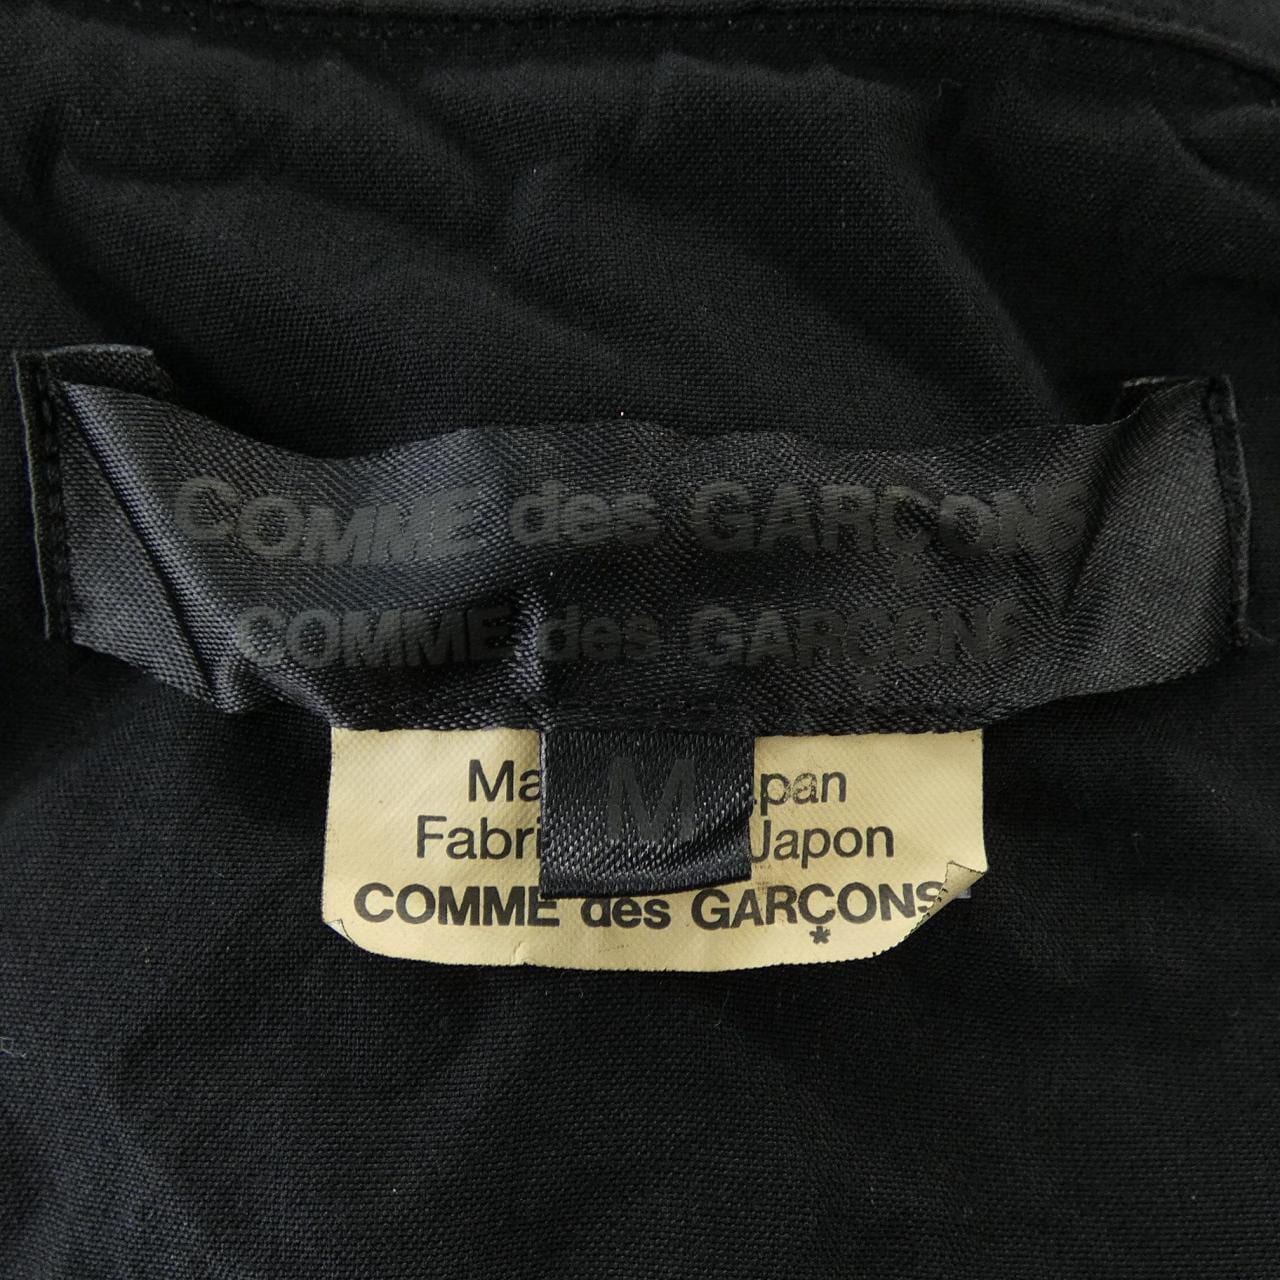 COMME des GARÇONS
COMME des GARÇONS
M
Ma pan
Fabri Japon
COMME des GARÇONS
*